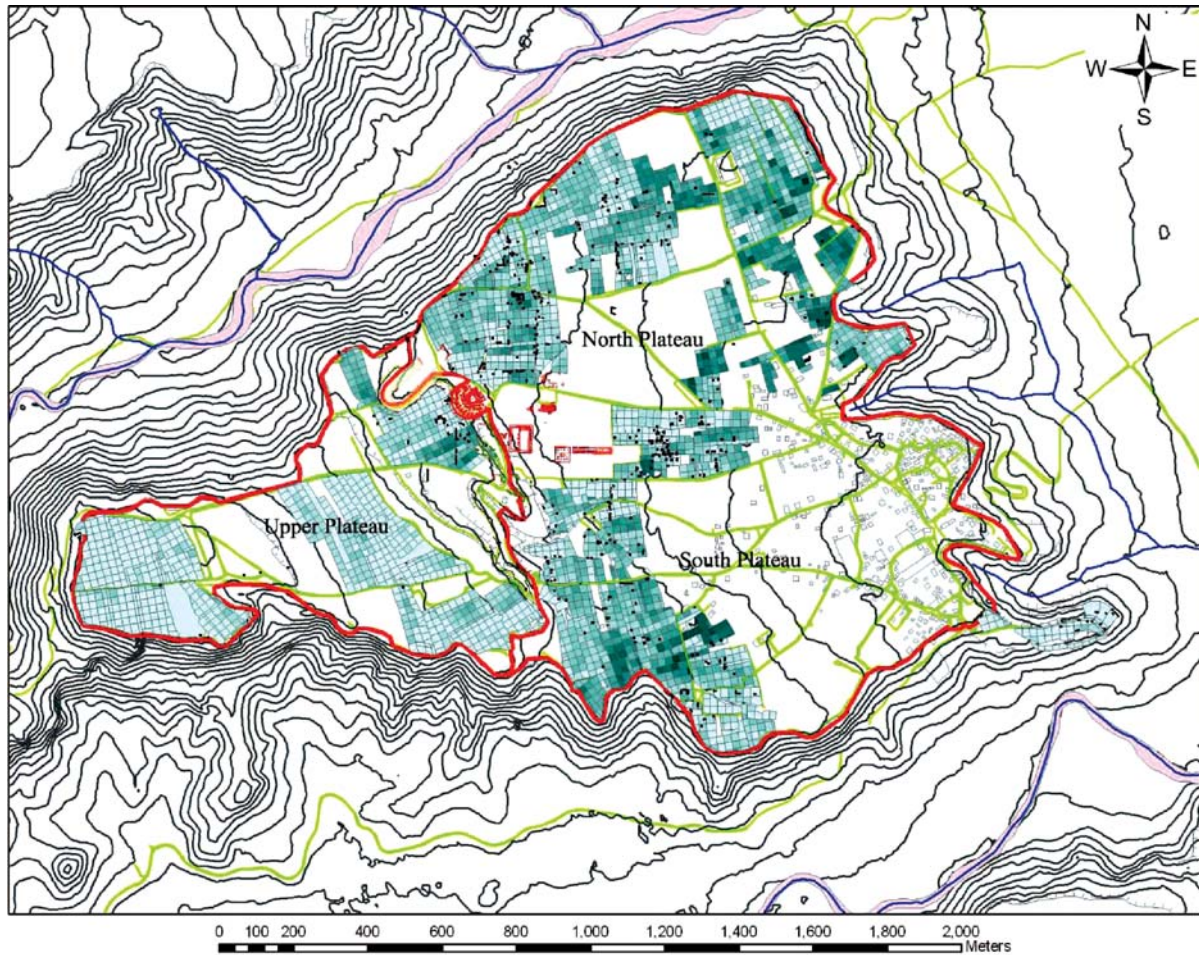 N
W E
S
North Plateau
Upper Plateau
South Plateau
0 100 200 400 600 800 1,000 1,200 1,400 1,600 1,800 2,000
Meters